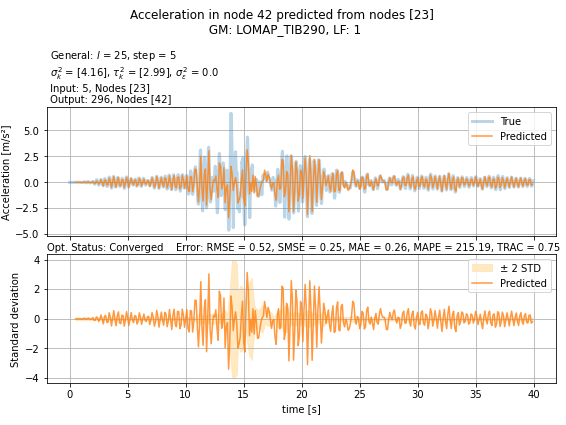 Acceleration in node 42 predicted from nodes [23]
GM: LOMAP_TIB290, LF: 1
General: l = 25, step = 5
σ²ₖ = [4.16], τ²ₖ = [2.99], σ²ε = 0.0
Input: 5, Nodes [23]
Output: 296, Nodes [42]
Acceleration [m/s²]
5.0
2.5
0.0
−2.5
−5.0
True
Predicted
Opt. Status: Converged Error: RMSE = 0.52, SMSE = 0.25, MAE = 0.26, MAPE = 215.19, TRAC = 0.75
Standard deviation
4
2
0
−2
−4
± 2 STD
Predicted
0 5 10 15 20 25 30 35 40
time [s]